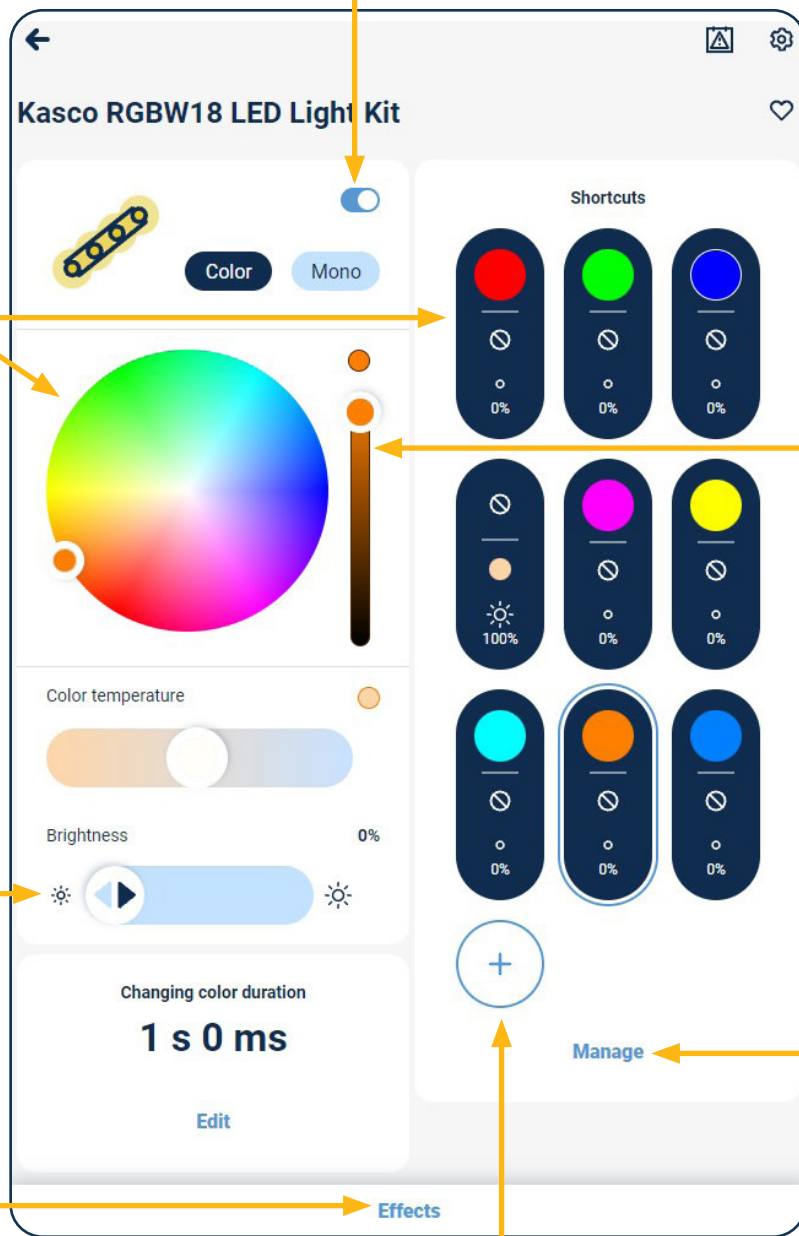 Kasco RGBW18 LED Light Kit
Color
Mono
Color temperature
Brightness
0%
Changing color duration
1 s 0 ms
Edit
Shortcuts
0%
0%
0%
100%
0%
0%
0%
0%
0%
Manage
Effects